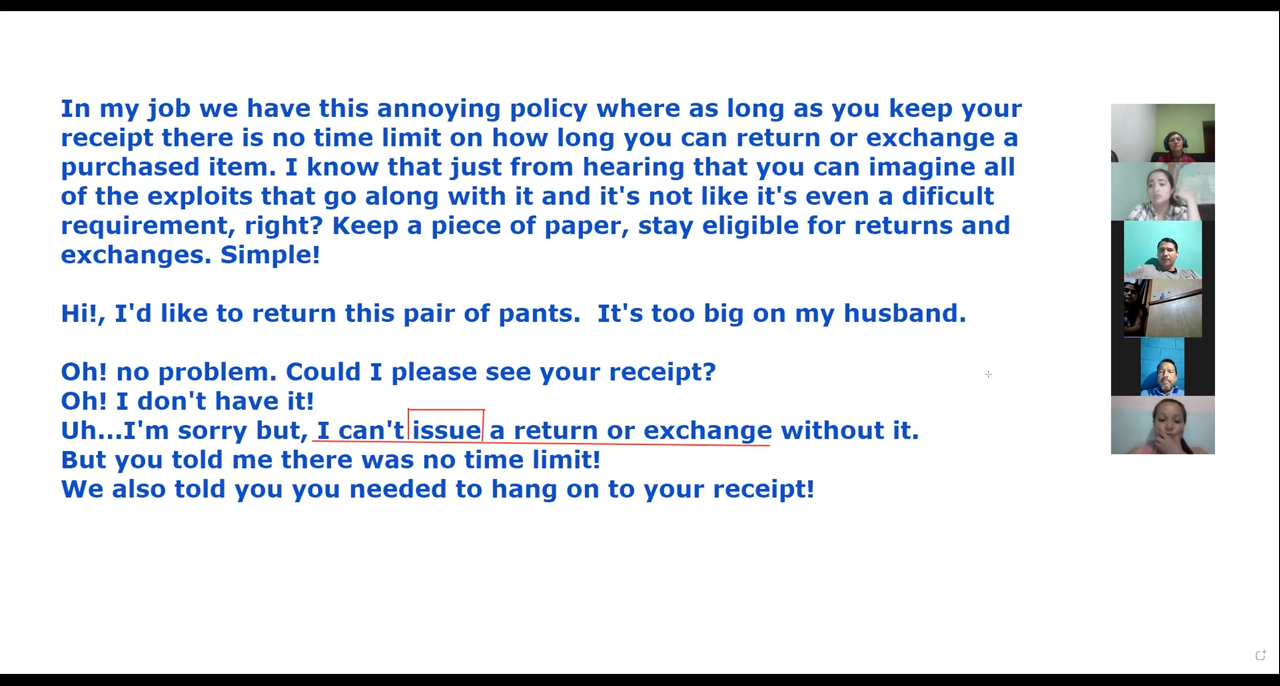 In my job we have this annoying policy where as long as you keep your
receipt there is no time limit on how long you can return or exchange a
purchased item. I know that just from hearing that you can imagine all
of the exploits that go along with it and it's not like it's even a dificult
requirement, right? Keep a piece of paper, stay eligible for returns and
exchanges. Simple!
Hi!, I'd like to return this pair of pants.  It's too big on my husband.
Oh! no problem. Could I please see your receipt?
Oh! I don't have it!
Uh...I'm sorry but, I can't issue a return or exchange without it.
But you told me there was no time limit!
We also told you you needed to hang on to your receipt!